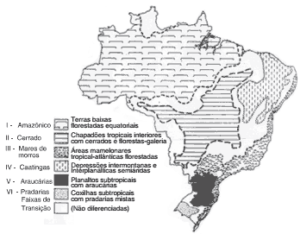 I - Amazônico Terras baixas
florestadas equatoriais
II - Cerrado Chapadões tropicais interiores
com cerrados e florestas-galeria
III - Mares de
morros Áreas mamelonares
tropical-atlânticas florestadas
IV - Caatingas Depressões intermontanas e
interplanálticas semiáridas
V - Araucárias Planaltos subtropicais
com araucárias
VI - Pradarias Coxilhas subtropicais
com pradarias mistas
Faixas de
Transição (Não diferenciadas)